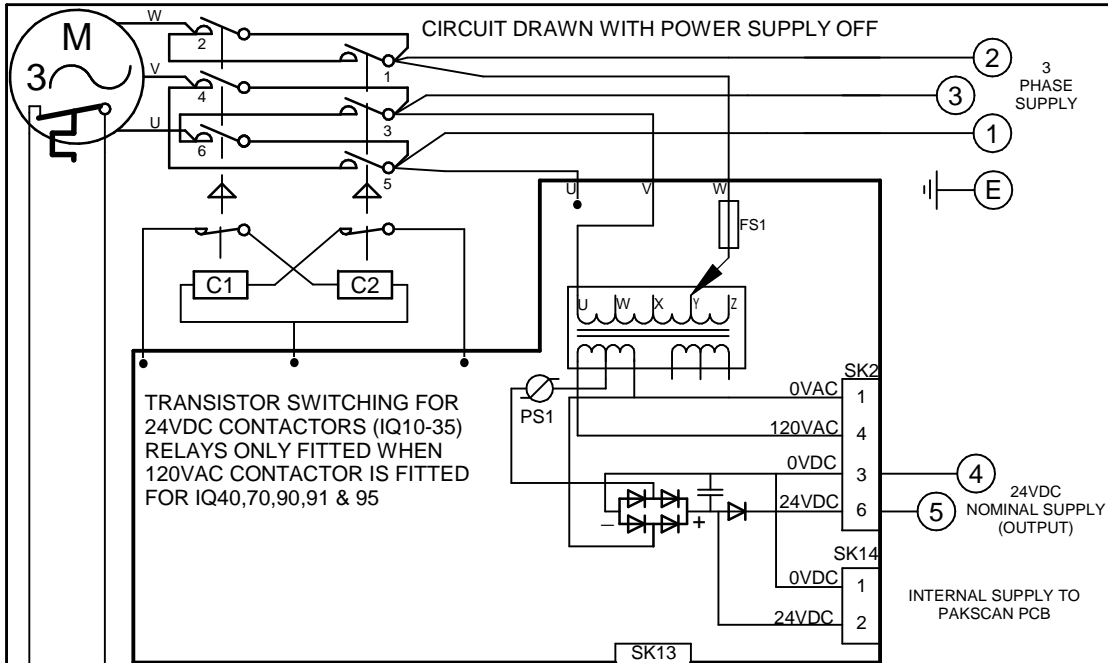 CIRCUIT DRAWN WITH POWER SUPPLY OFF
W
M
3
V
U
2
4
6
1
3
5
2
3
1
E
3
PHASE
SUPPLY
U
V
W
FS1
C1
C2
U
W
X
Y
Z
TRANSISTOR SWITCHING FOR
24VDC CONTACTORS (IQ10-35)
RELAYS ONLY FITTED WHEN
120VAC CONTACTOR IS FITTED
FOR IQ40,70,90,91 & 95
PS1
SK2
0VAC
1
120VAC
4
0VDC
3
24VDC
6
4
5
24VDC
NOMINAL SUPPLY
(OUTPUT)
–
+
SK14
0VDC
1
24VDC
2
INTERNAL SUPPLY TO
PAKSCAN PCB
SK13